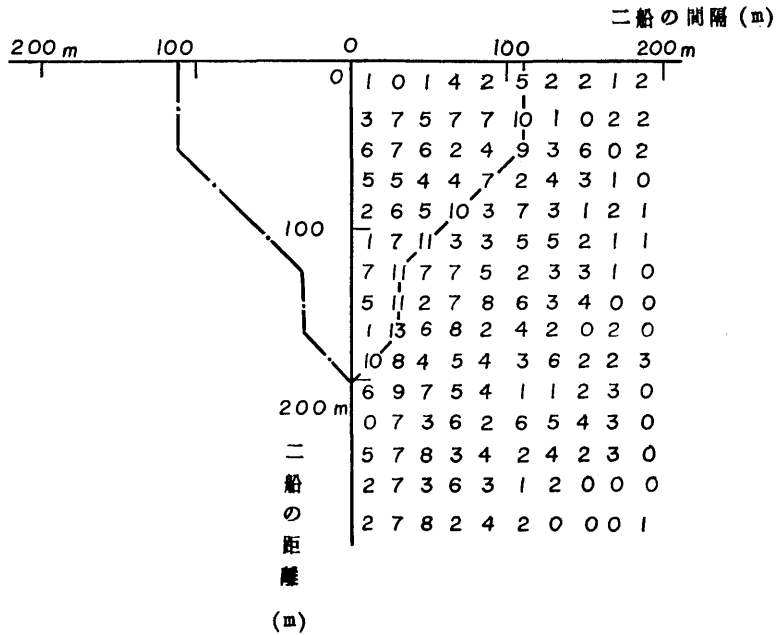 二船の間隔 (m)
200m 100 0 100 200m
0 1 0 1 4 2 5 2 2 1 2
3 7 5 7 7 10 1 0 2 2
6 7 6 2 4 9 3 6 0 2
5 5 4 4 7 2 4 3 1 0
2 6 5 10 3 7 3 1 2 1
100
1 7 11 3 3 5 5 2 1 1
7 11 7 7 5 2 3 3 1 0
5 11 2 7 8 6 3 4 0 0
1 13 6 8 2 4 2 0 2 0
10 8 4 5 4 3 6 2 2 3
6 9 7 5 4 1 1 2 3 0
200m
0 7 3 6 2 6 5 4 3 0
5 7 8 3 4 2 4 2 3 0
2 7 3 6 3 1 2 0 0 0
2 7 8 2 4 2 0 0 0 1
二船の距離
(m)